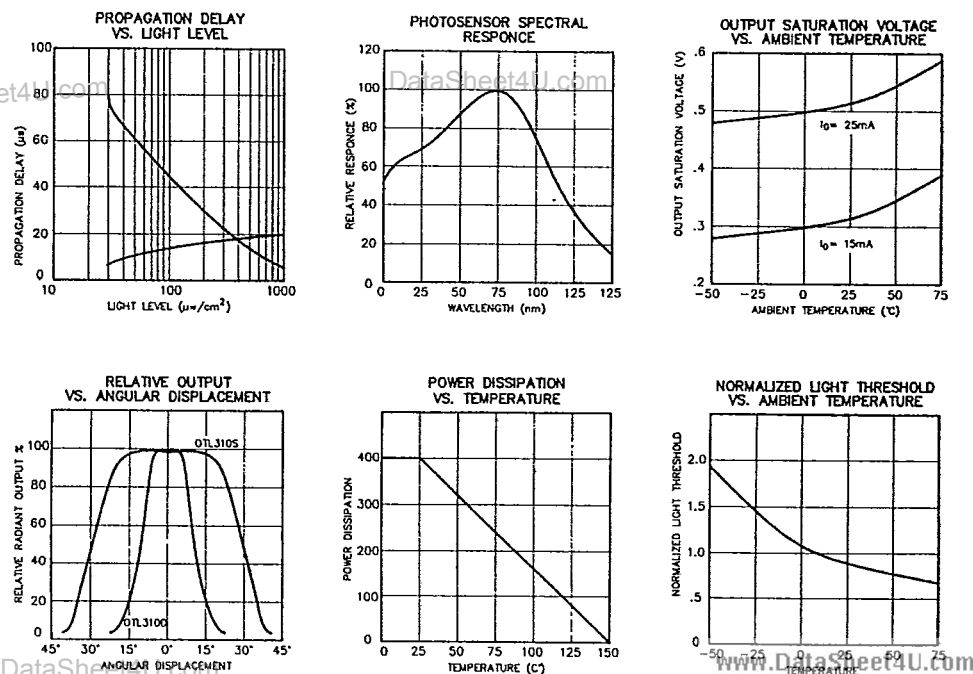 PROPAGATION DELAY
VS. LIGHT LEVEL
100
80
60
40
20
0
PROPAGATION DELAY (µs)
10
100
1000
LIGHT LEVEL (µw/cm²)
PHOTOSENSOR SPECTRAL
RESPONCE
DataSheet4U.com
120
100
80
60
40
20
0
RELATIVE RESPONCE (%)
0
25
50
75
100
125
125
WAVELENGTH (nm)
OUTPUT SATURATION VOLTAGE
VS. AMBIENT TEMPERATURE
.6
.5
.4
.3
.2
OUTPUT SATURATION VOLTAGE (V)
IO= 25mA
IO= 15mA
-50
-25
0
25
50
75
AMBIENT TEMPERATURE (°C)
et4U.com
RELATIVE OUTPUT
VS. ANGULAR DISPLACEMENT
100
80
60
40
20
0
RELATIVE RADIANT OUTPUT %
OTL310S
OTL310D
45°
30°
15°
0°
15°
30°
45°
ANGULAR DISPLACEMENT
DataSheet4U.com
POWER DISSIPATION
VS. TEMPERATURE
400
300
200
100
0
POWER DISSIPATION
0
25
50
75
100
125
150
TEMPERATURE (C°)
NORMALIZED LIGHT THRESHOLD
VS. AMBIENT TEMPERATURE
2.0
1.0
.5
0
NORMALIZED LIGHT THRESHOLD
-50
-25
0
25
50
75
TEMPERATURE
www.DataSheet4U.com